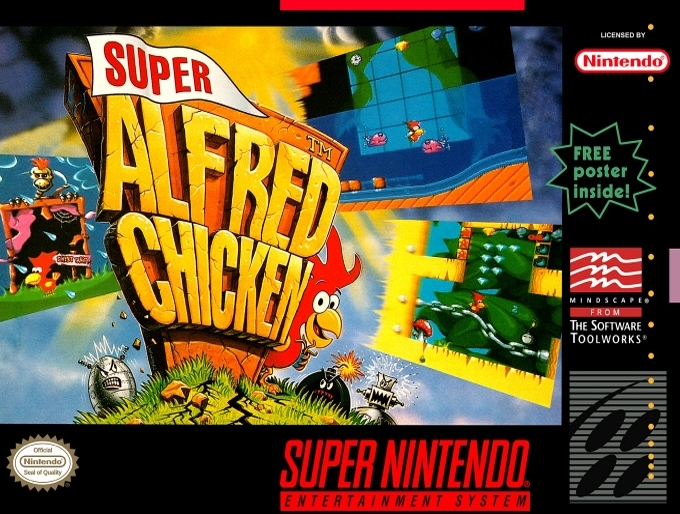 SUPER
ALFRED
TM
CHICKEN
LICENSED BY
Nintendo®
FREE
poster
inside!
MINDSCAPE®
FROM
THE SOFTWARE
TOOLWORKS®
Official
Nintendo
Seal of Quality
SUPER NINTENDO®
ENTERTAINMENT SYSTEM